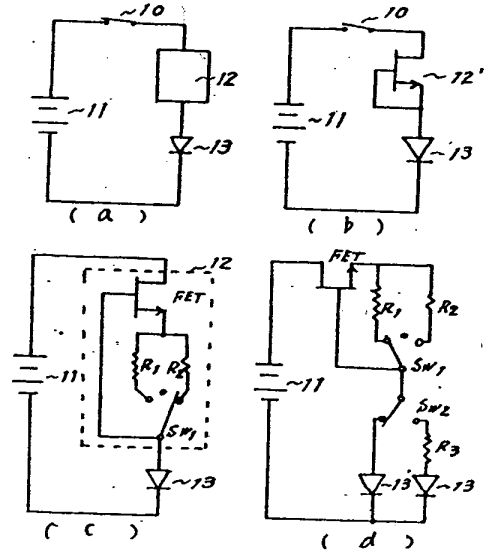 10
12
11
13
( a )
10
12'
11
13
( b )
12
FET
R1 R2
11
SW1
13
( c )
FET
R1
R2
SW1
11
SW2
R3
13' 13
( d )